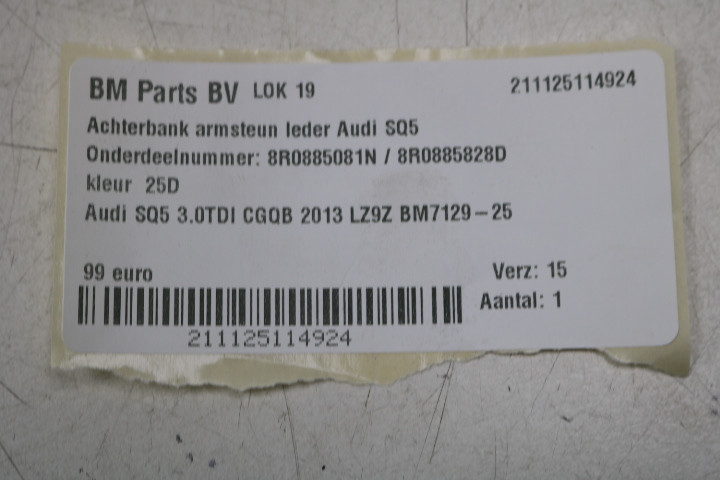 BM Parts BV LOK 19 211125114924
Achterbank armsteun leder Audi SQ5
Onderdeelnummer: 8R0885081N / 8R0885828D
kleur 25D
Audi SQ5 3.0TDI CGQB 2013 LZ9Z BM7129-25
99 euro Verz: 15
Aantal: 1
211125114924